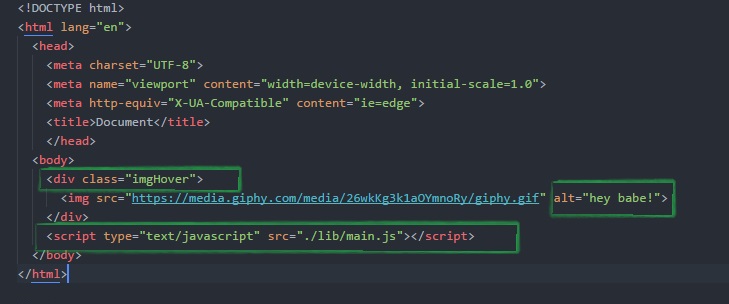 <!DOCTYPE html>
<html lang="en">
<head>
<meta charset="UTF-8">
<meta name="viewport" content="width=device-width, initial-scale=1.0">
<meta http-equiv="X-UA-Compatible" content="ie=edge">
<title>Document</title>
</head>
<body>
<div class="imgHover">
<img src="https://media.giphy.com/media/26wkKg3k1aOYmnoRy/giphy.gif" alt="hey babe!">
</div>
<script type="text/javascript" src="./lib/main.js"></script>
</body>
</html>